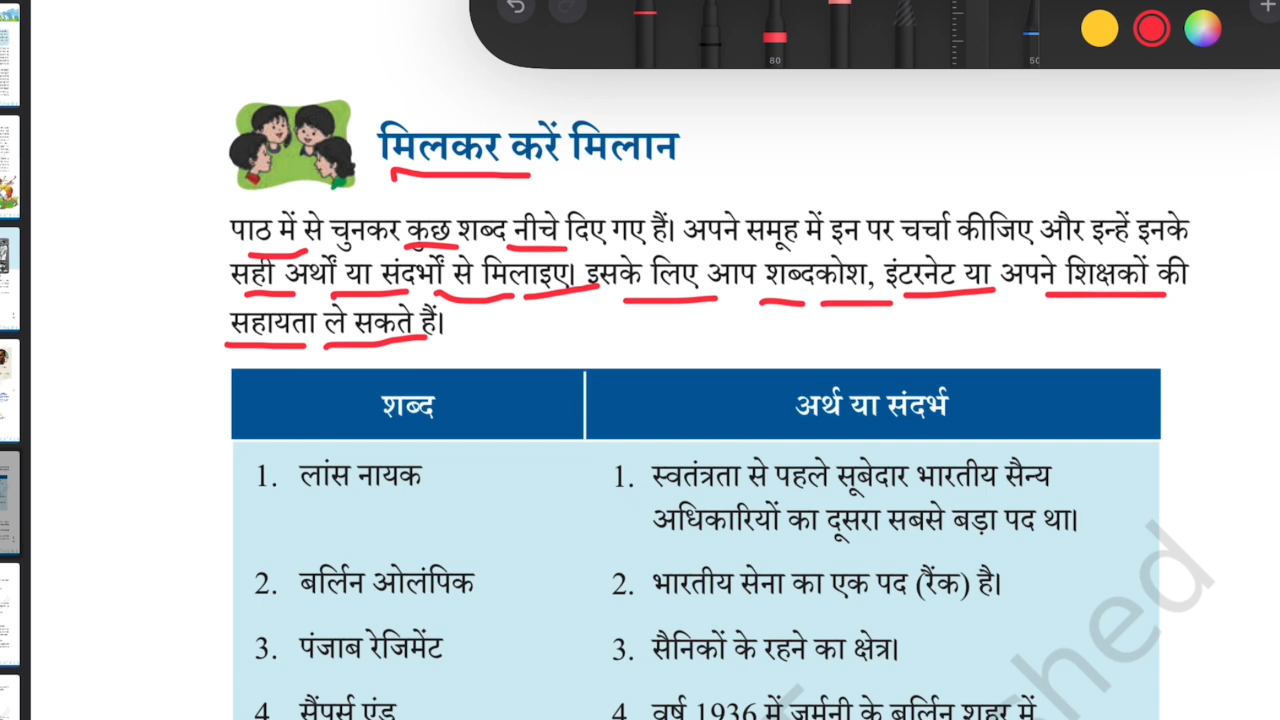 80
50
मिलकर करें मिलान
पाठ में से चुनकर कुछ शब्द नीचे दिए गए हैं। अपने समूह में इन पर चर्चा कीजिए और इन्हें इनके
सही अर्थों या संदर्भों से मिलाइए। इसके लिए आप शब्दकोश, इंटरनेट या अपने शिक्षकों की
सहायता ले सकते हैं।
शब्द
अर्थ या संदर्भ
1. लांस नायक
1. स्वतंत्रता से पहले सूबेदार भारतीय सैन्य
अधिकारियों का दूसरा सबसे बड़ा पद था।
2. बर्लिन ओलंपिक
2. भारतीय सेना का एक पद (रैंक) है।
3. पंजाब रेजिमेंट
3. सैनिकों के रहने का क्षेत्र।
4. सैंपर्स एंड
4. वर्ष 1936 में जर्मनी के बर्लिन शहर में
shed